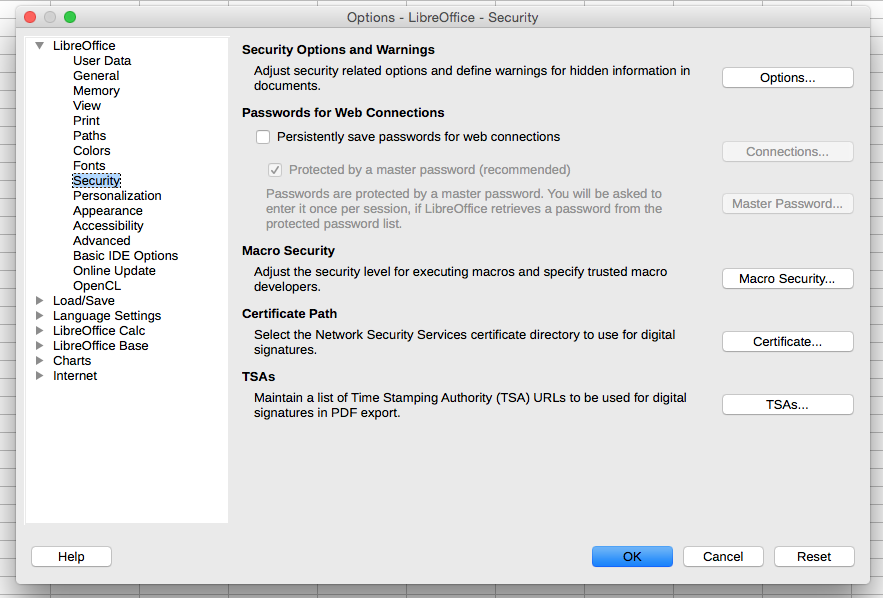 Options - LibreOffice - Security
LibreOffice
User Data
General
Memory
View
Print
Paths
Colors
Fonts
Security
Personalization
Appearance
Accessibility
Advanced
Basic IDE Options
Online Update
OpenCL
Load/Save
Language Settings
LibreOffice Calc
LibreOffice Base
Charts
Internet
Security Options and Warnings
Adjust security related options and define warnings for hidden information in
documents.
Options...
Passwords for Web Connections
Persistently save passwords for web connections
Connections...
Protected by a master password (recommended)
Passwords are protected by a master password. You will be asked to
enter it once per session, if LibreOffice retrieves a password from the
protected password list.
Master Password...
Macro Security
Adjust the security level for executing macros and specify trusted macro
developers.
Macro Security...
Certificate Path
Select the Network Security Services certificate directory to use for digital
signatures.
Certificate...
TSAs
Maintain a list of Time Stamping Authority (TSA) URLs to be used for digital
signatures in PDF export.
TSAs...
Help
OK
Cancel
Reset